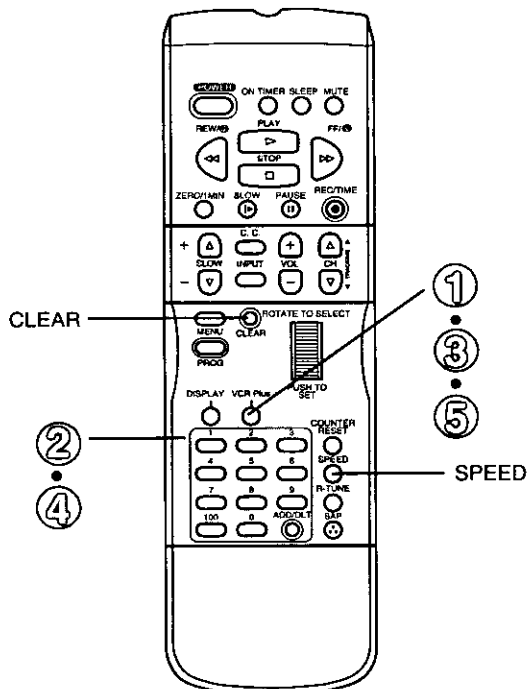 POWER ON TIMER SLEEP MUTE
PLAY
REW/ FF/
STOP
ZERO/1MIN SLOW PAUSE REC/TIME
C. C.
+ SLOW INPUT + VOL CH
- -
CLEAR
ROTATE TO SELECT
MENU CLEAR
PROG
PUSH TO
SET
DISPLAY VCR Plus
COUNTER
RESET
1 2 3
SPEED
4 5 6
R-TUNE
7 8 9
SAP
100 0 ADD/DLT
SPEED
①
•
③
•
⑤
②
•
④